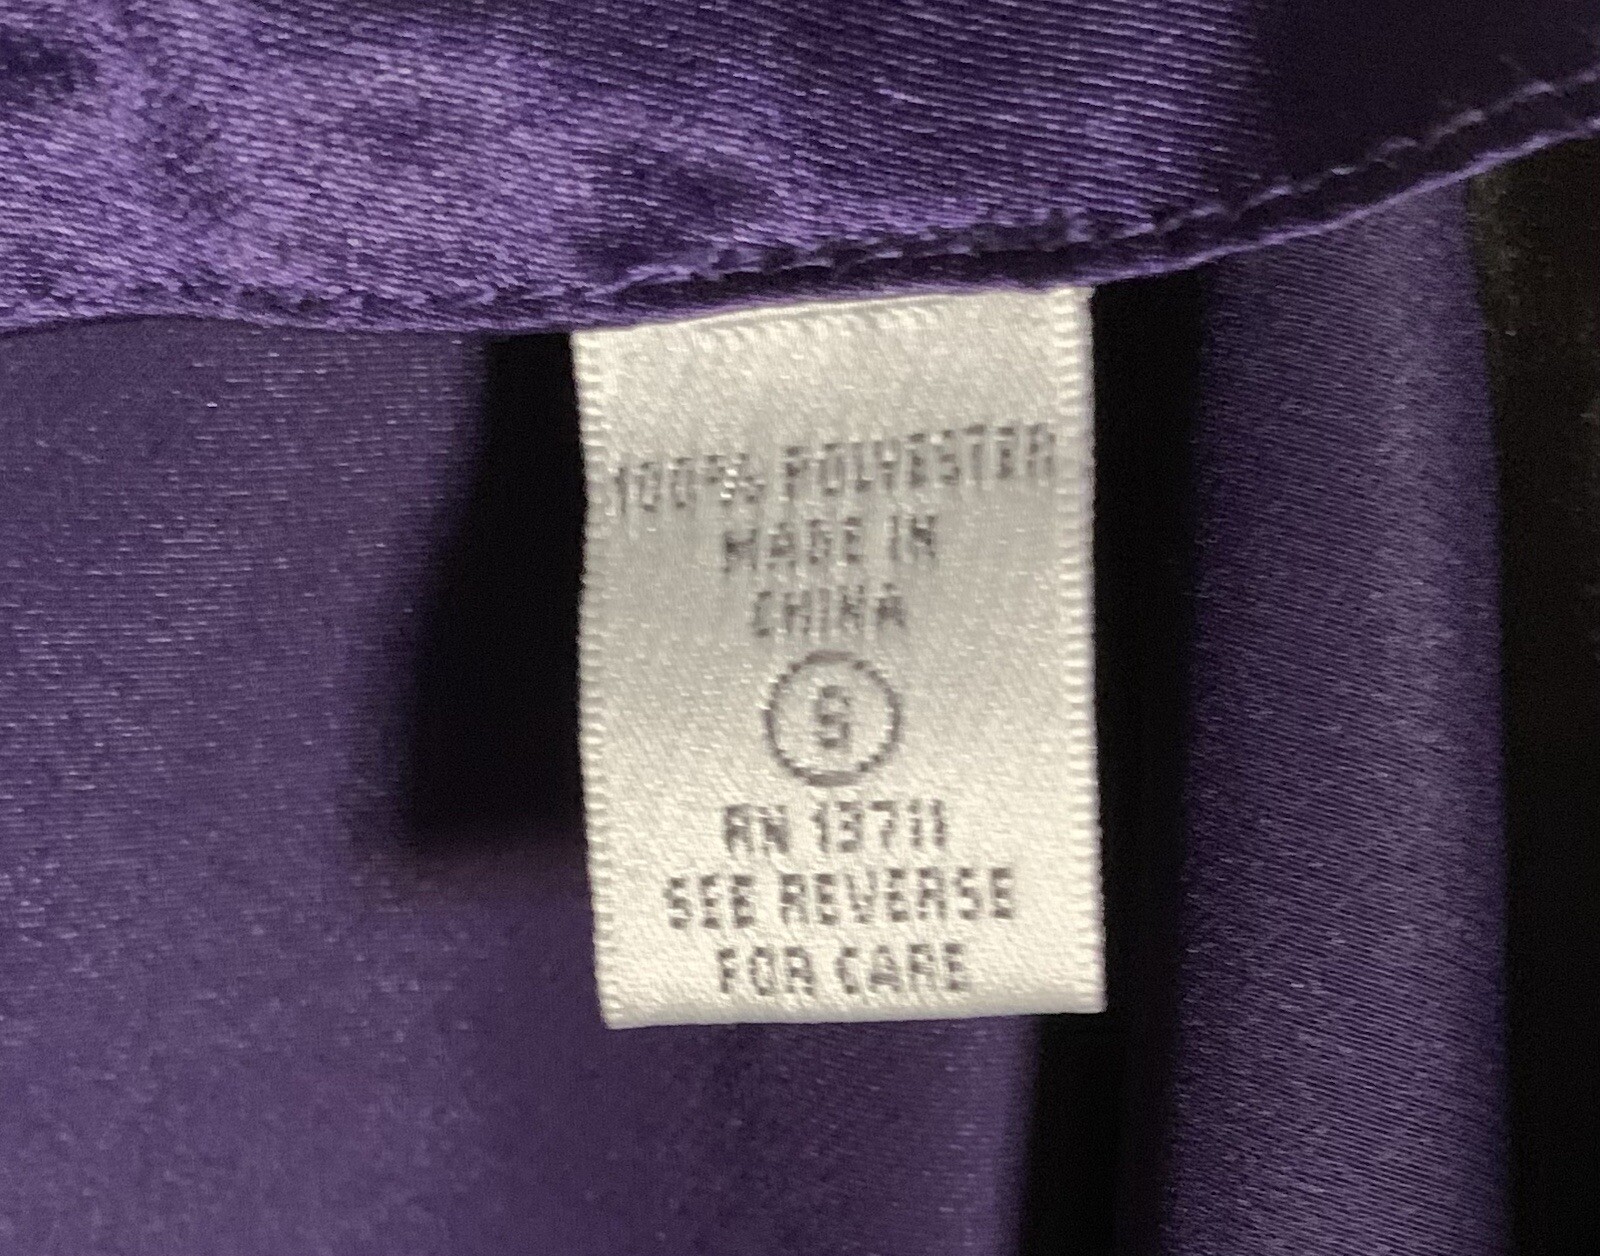 100% POLYESTER
MADE IN
CHINA
S
RN 13711
SEE REVERSE
FOR CARE